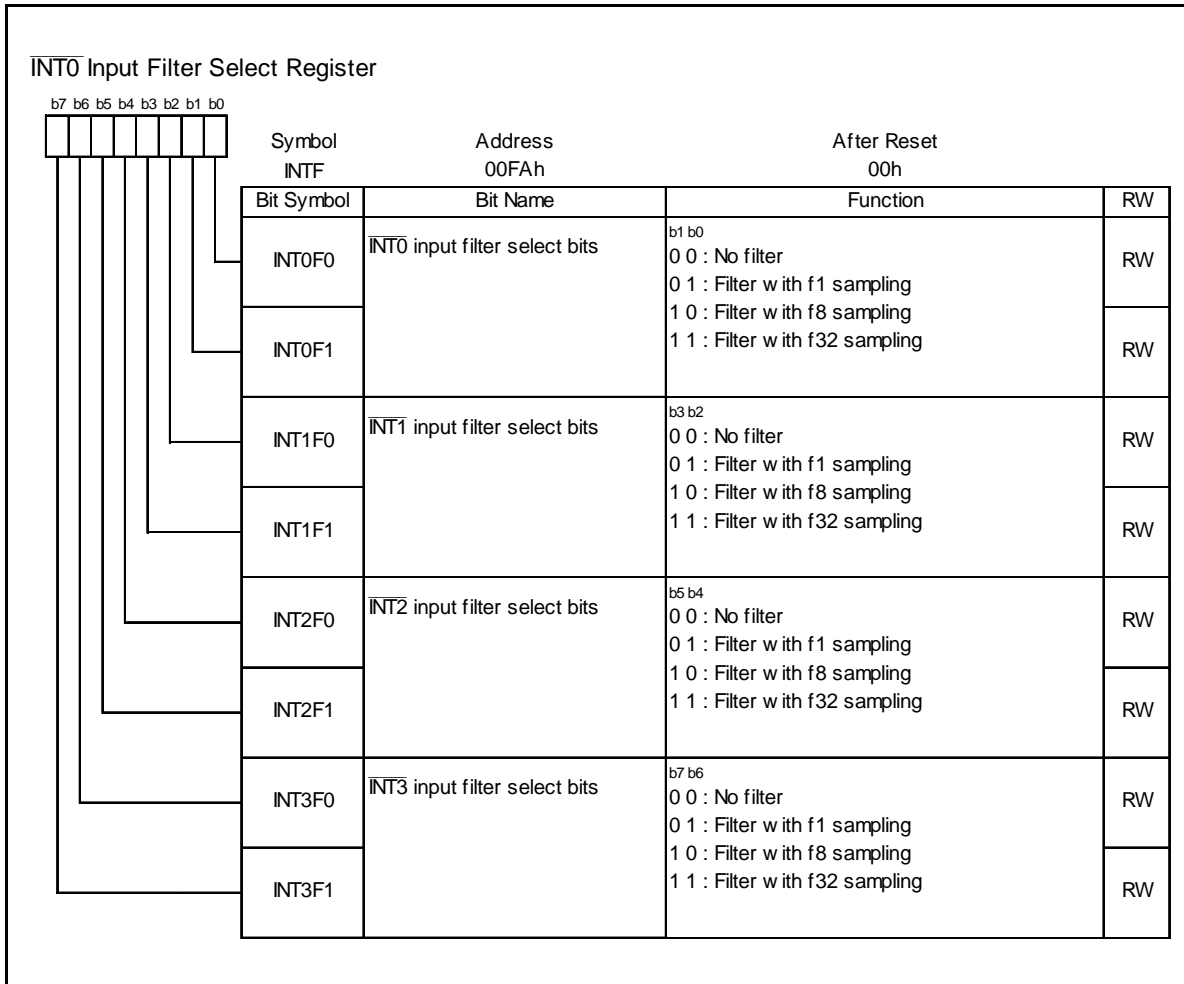 INT0 Input Filter Select Register
b7 b6 b5 b4 b3 b2 b1 b0
Symbol Address After Reset
INTF 00FAh 00h
Bit Symbol Bit Name Function RW
INT0F0 INT0 input filter select bits b1 b0 RW
0 0 : No filter
0 1 : Filter with f1 sampling
1 0 : Filter with f8 sampling
INT0F1 1 1 : Filter with f32 sampling RW
INT1F0 INT1 input filter select bits b3 b2 RW
0 0 : No filter
0 1 : Filter with f1 sampling
1 0 : Filter with f8 sampling
INT1F1 1 1 : Filter with f32 sampling RW
INT2F0 INT2 input filter select bits b5 b4 RW
0 0 : No filter
0 1 : Filter with f1 sampling
1 0 : Filter with f8 sampling
INT2F1 1 1 : Filter with f32 sampling RW
INT3F0 INT3 input filter select bits b7 b6 RW
0 0 : No filter
0 1 : Filter with f1 sampling
1 0 : Filter with f8 sampling
INT3F1 1 1 : Filter with f32 sampling RW